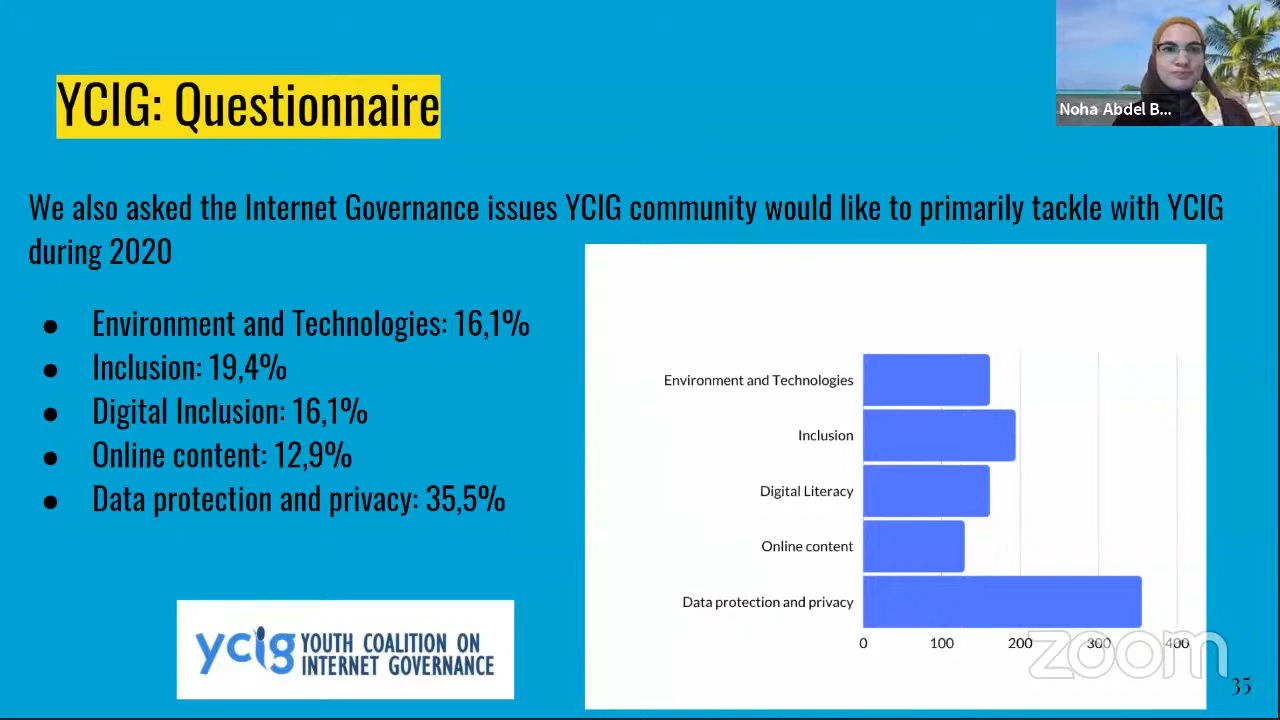 YCIG: Questionnaire
Noha Abdel B...
We also asked the Internet Governance issues YCIG community would like to primarily tackle with YCIG
during 2020
● Environment and Technologies: 16,1%
● Inclusion: 19,4%
● Digital Inclusion: 16,1%
● Online content: 12,9%
● Data protection and privacy: 35,5%
Environment and Technologies
Inclusion
Digital Literacy
Online content
Data protection and privacy
0 100 200 300 400
ycig YOUTH COALITION ON
INTERNET GOVERNANCE
zoom
35